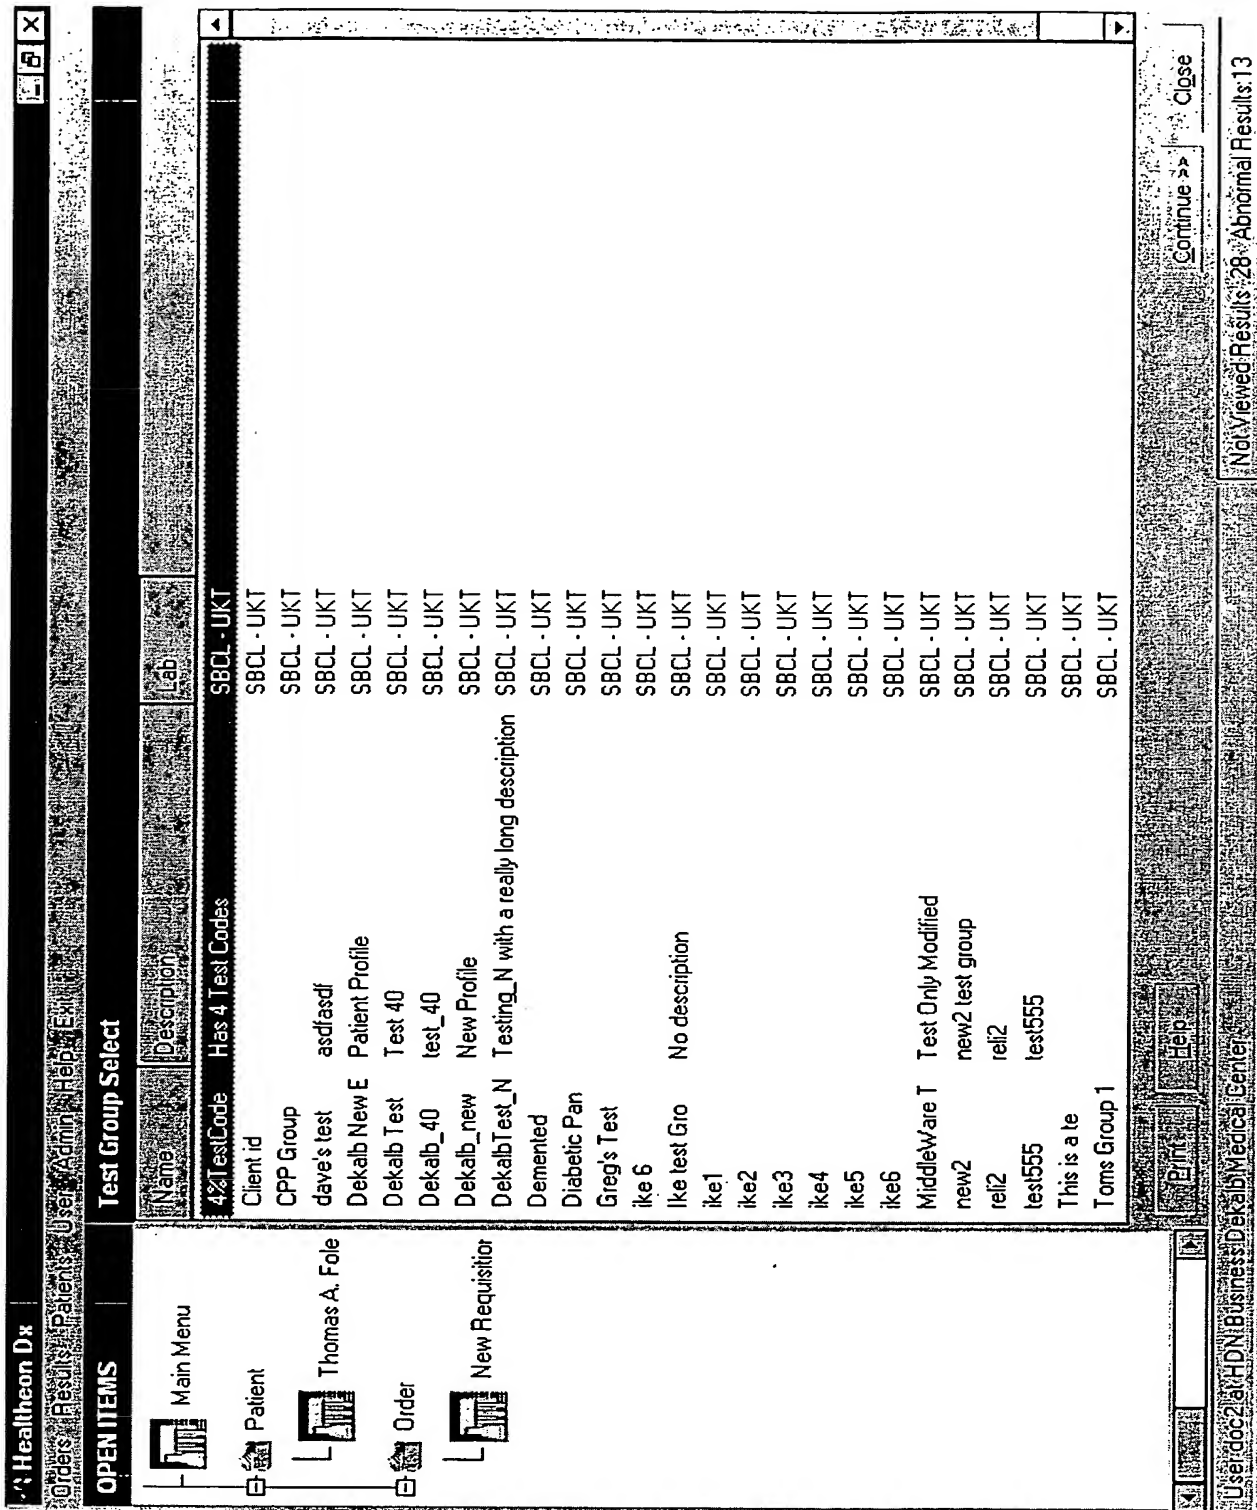 Healtheon Dx
Orders Results Patients User Admin Help Exit
OPEN ITEMS
Main Menu
Patient
Thomas A. Fole
Order
New Requisitior
Test Group Select
Name Description Lab
4%TestCode Has 4 Test Codes SBCL - UKT
Client id SBCL - UKT
CPP Group SBCL - UKT
dave's test asdfasdf SBCL - UKT
Dekalb New E Patient Profile SBCL - UKT
Dekalb Test Test 40 SBCL - UKT
Dekalb_40 test_40 SBCL - UKT
Dekalb_new New Profile SBCL - UKT
DekalbTest_N Testing_N with a really long description SBCL - UKT
Demented SBCL - UKT
Diabetic Pan SBCL - UKT
Greg's Test SBCL - UKT
ike 6 SBCL - UKT
Ike test Gro No description SBCL - UKT
ike1 SBCL - UKT
ike2 SBCL - UKT
ike3 SBCL - UKT
ike4 SBCL - UKT
ike5 SBCL - UKT
ike6 SBCL - UKT
MiddleWare T Test Only Modified SBCL - UKT
new2 new2 test group SBCL - UKT
reli2 reli2 SBCL - UKT
test555 test555 SBCL - UKT
This is a te SBCL - UKT
Toms Group 1 SBCL - UKT
Print Help Continue >> Close
User:doc2 at HDN Business Dekalb Medical Center Not Viewed Results: 28 Abnormal Results:13